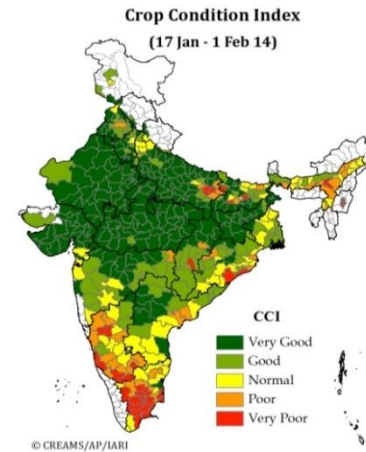 Crop Condition Index
(17 Jan - 1 Feb 14)
CCI
Very Good
Good
Normal
Poor
Very Poor
© CREAMS/AP/IARI